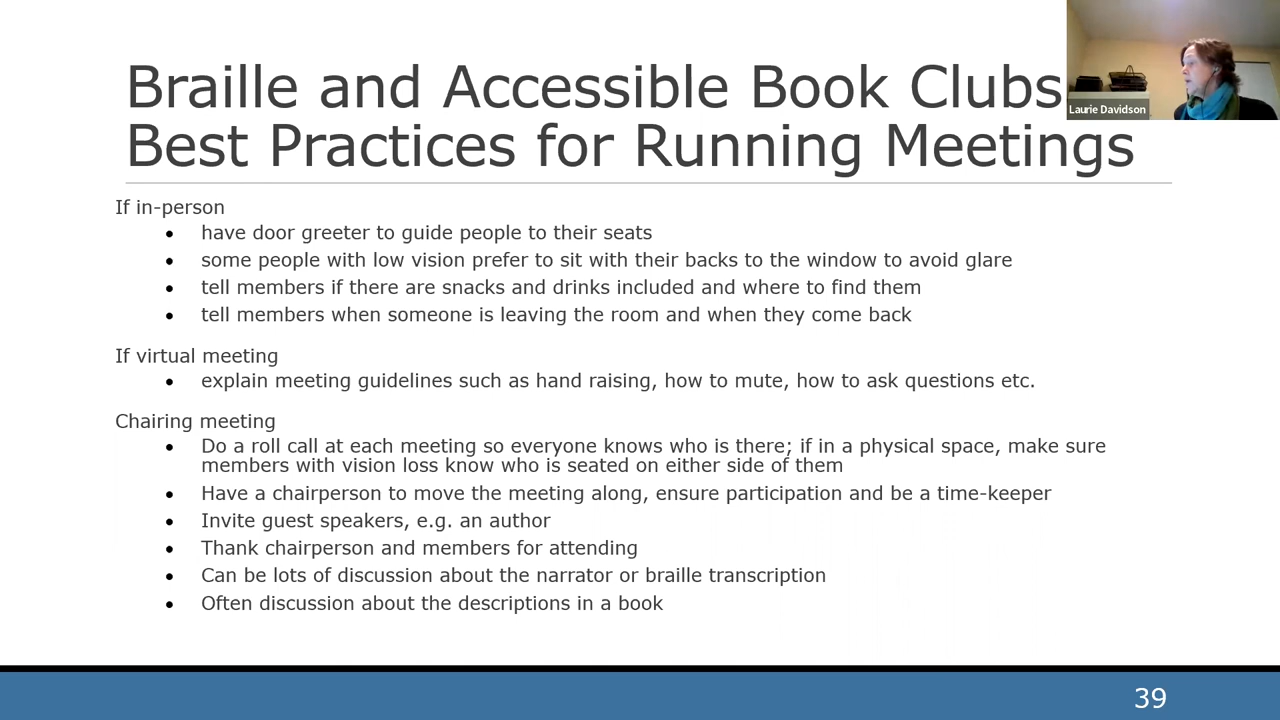 Braille and Accessible Book Clubs
Best Practices for Running Meetings
Laurie Davidson
If in-person
• have door greeter to guide people to their seats
• some people with low vision prefer to sit with their backs to the window to avoid glare
• tell members if there are snacks and drinks included and where to find them
• tell members when someone is leaving the room and when they come back
If virtual meeting
• explain meeting guidelines such as hand raising, how to mute, how to ask questions etc.
Chairing meeting
• Do a roll call at each meeting so everyone knows who is there; if in a physical space, make sure
members with vision loss know who is seated on either side of them
• Have a chairperson to move the meeting along, ensure participation and be a time-keeper
• Invite guest speakers, e.g. an author
• Thank chairperson and members for attending
• Can be lots of discussion about the narrator or braille transcription
• Often discussion about the descriptions in a book
39